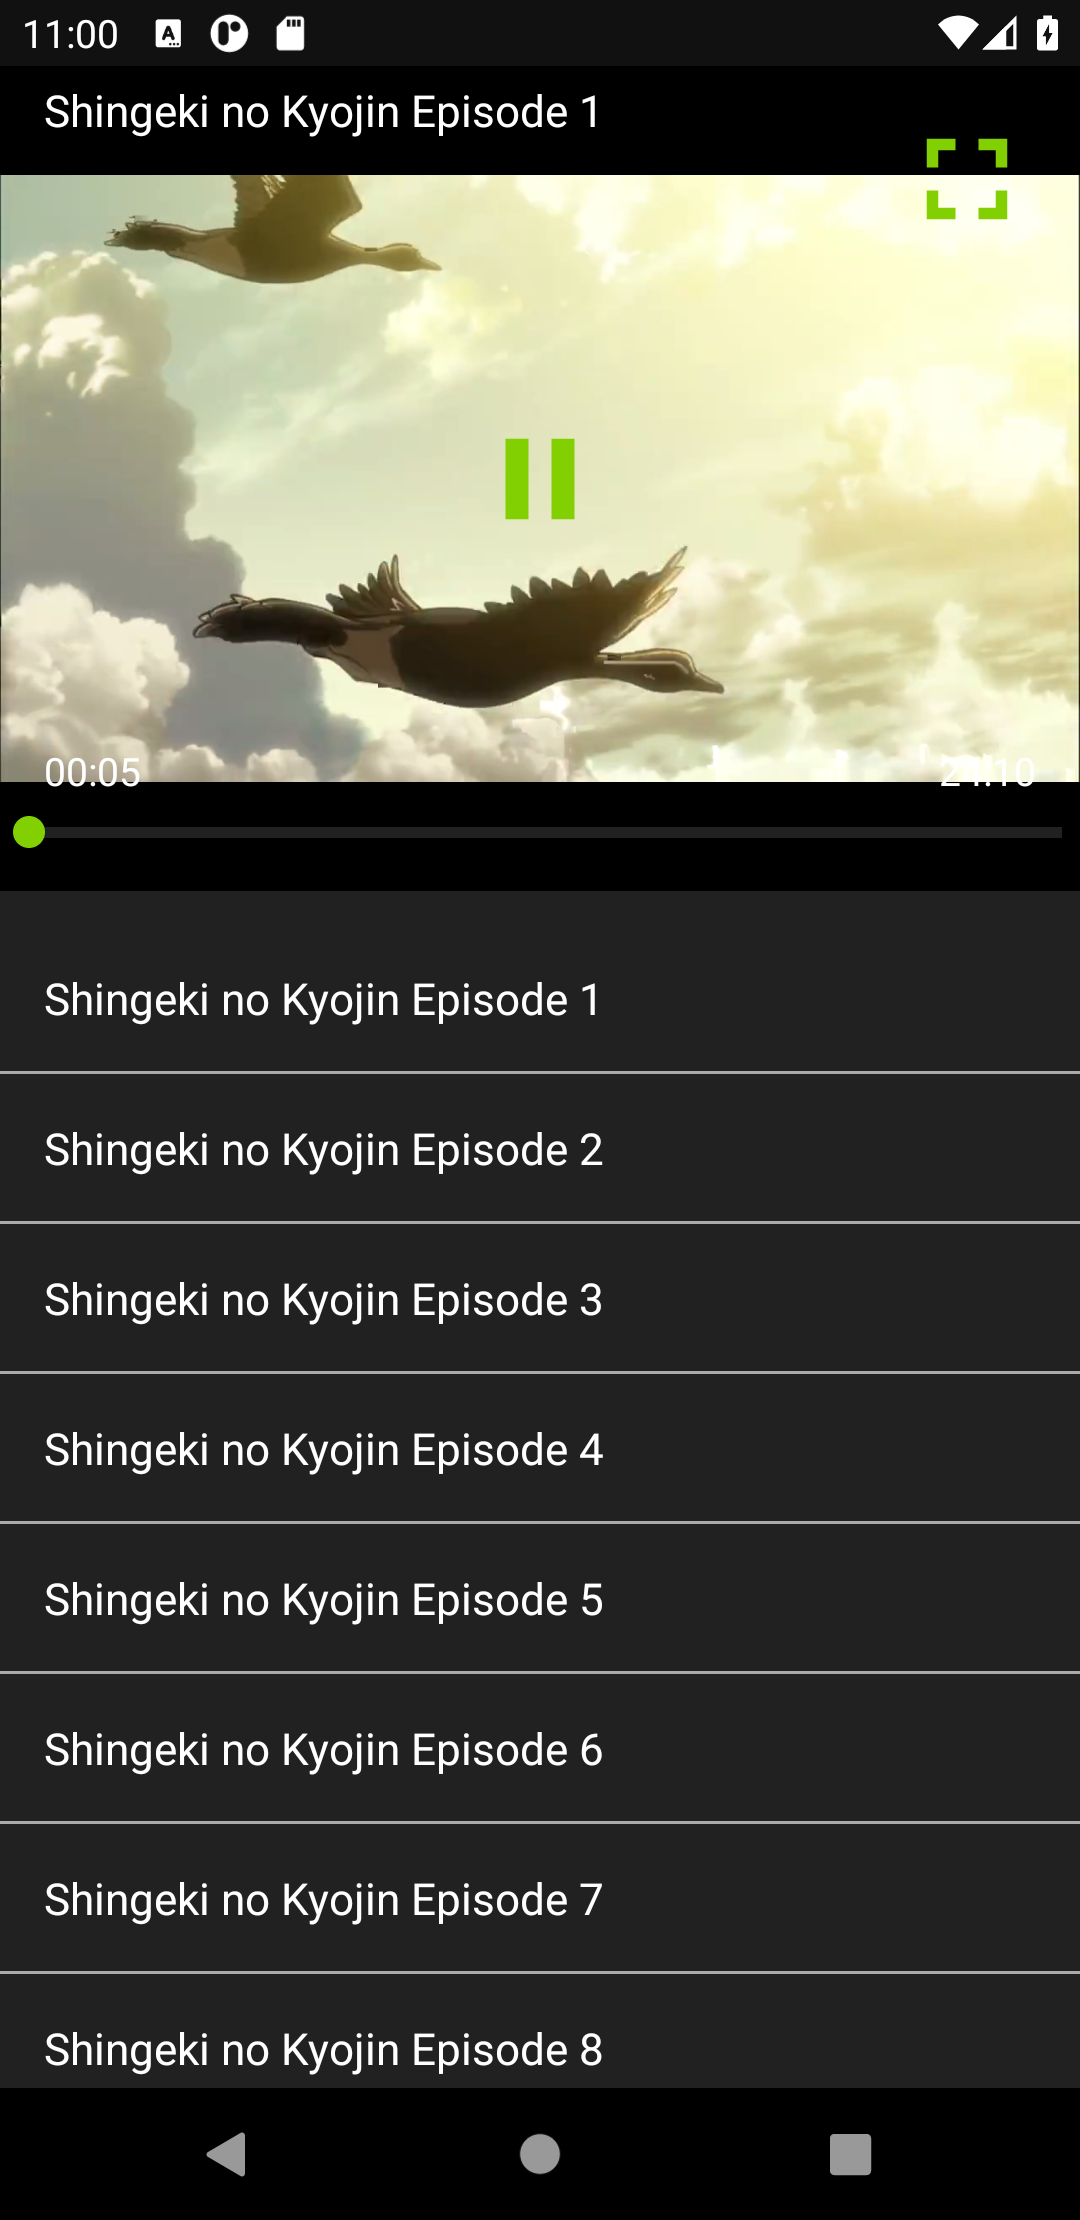 11:00
Shingeki no Kyojin Episode 1
00:05
24:10
Shingeki no Kyojin Episode 1
Shingeki no Kyojin Episode 2
Shingeki no Kyojin Episode 3
Shingeki no Kyojin Episode 4
Shingeki no Kyojin Episode 5
Shingeki no Kyojin Episode 6
Shingeki no Kyojin Episode 7
Shingeki no Kyojin Episode 8